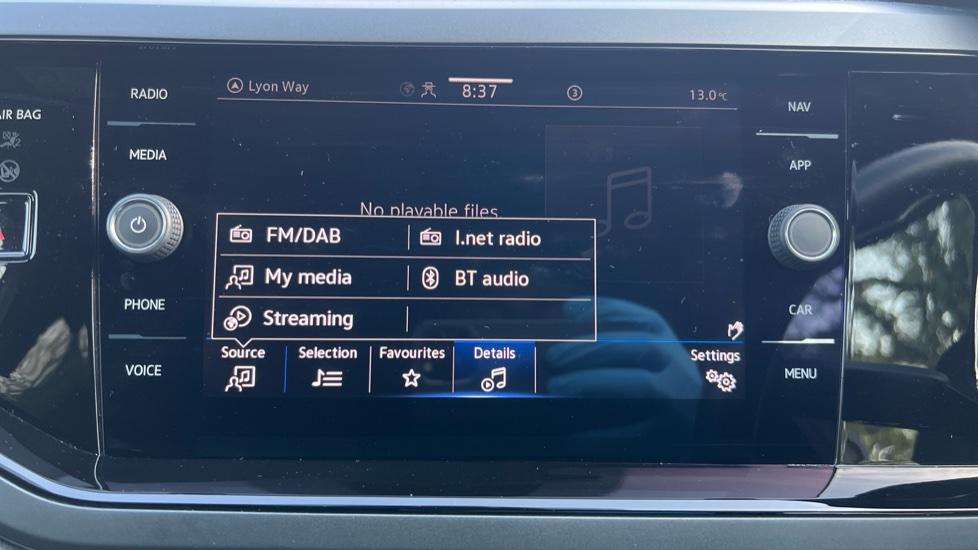 AIR BAG
RADIO
MEDIA
PHONE
VOICE
Lyon Way
8:37
3
13.0°C
No playable files
FM/DAB
I.net radio
My media
BT audio
Streaming
Source
Selection
Favourites
Details
Settings
NAV
APP
CAR
MENU